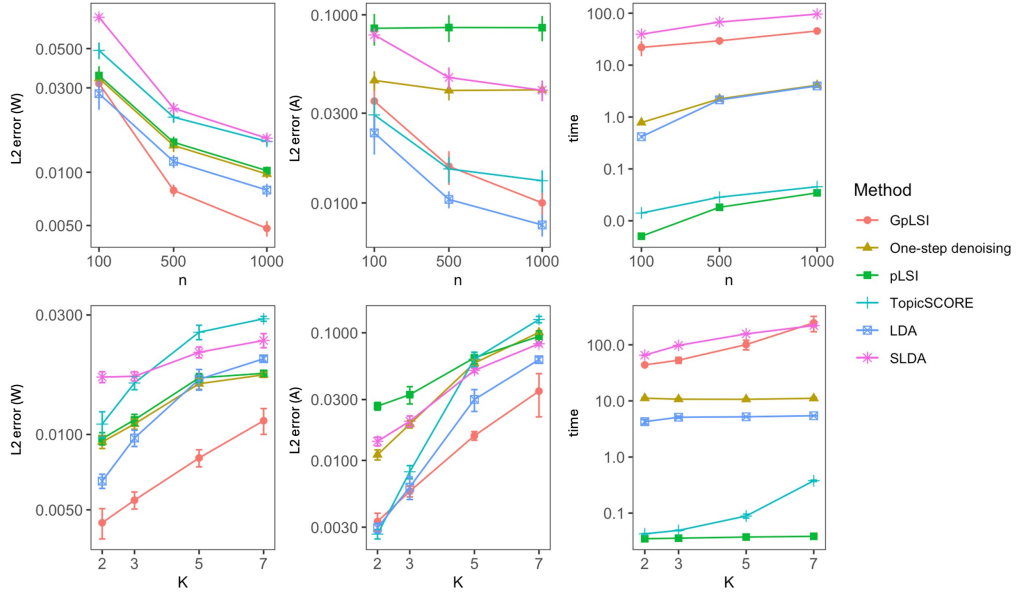 L2 error (W)
0.0500
0.0300
0.0100
0.0050
100
500
1000
n
L2 error (A)
0.1000
0.0300
0.0100
100
500
1000
n
time
100.0
10.0
1.0
0.1
0.0
100
500
1000
n
L2 error (W)
0.0300
0.0100
0.0050
2
3
5
7
K
L2 error (A)
0.1000
0.0300
0.0100
0.0030
2
3
5
7
K
time
100.0
10.0
1.0
0.1
2
3
5
7
K
Method
GpLSI
One-step denoising
pLSI
TopicSCORE
LDA
SLDA